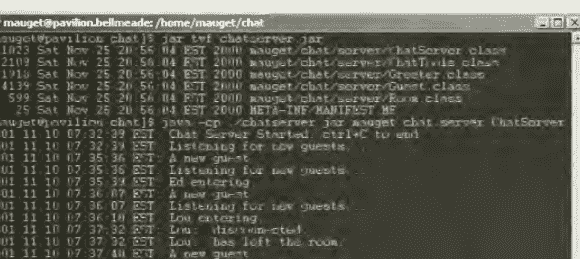 mauget@pavilion.bellmeade: /home/mauget/chat
mauget@pavilion chat]$ jar tvf chatserver.jar
1023 Sat Nov 25 20:56:04 EST 2000 mauget/chat/server/ChatServer.class
2109 Sat Nov 25 20:56:04 EST 2000 mauget/chat/server/
1918 Sat Nov 25 20:56:04 EST 2000 mauget/chat/server/Greeter.class
4139 Sat Nov 25 20:56:04 EST 2000 mauget/chat/server/Guest.class
599 Sat Nov 25 20:56:04 EST 2000 mauget/chat/server/Room.class
25 Sat Nov 25 20:56:04 EST 2000 META-INF/MANIFEST.MF
mauget@pavilion chat]$ java -cp ./chatserver.jar mauget.chat.server.ChatServer
01 11 10 07:32:39 EST Chat Server Started. ctrl+C to end
01 11 10 07:32:39 EST Listening for new guests.
01 11 10 07:35:36 EST A new guest
01 11 10 07:35:36 EST Listening for new guests.
01 11 10 07:35:39 EST Ed entering
01 11 10 07:36:07 EST A new guest
01 11 10 07:36:07 EST Listening for new guests.
01 11 10 07:36:10 EST Lou entering
01 11 10 07:37:32 EST Lou: disconnected.
01 11 10 07:37:32 EST Lou: has left the room.
01 11 10 07:37:40 EST A new guest